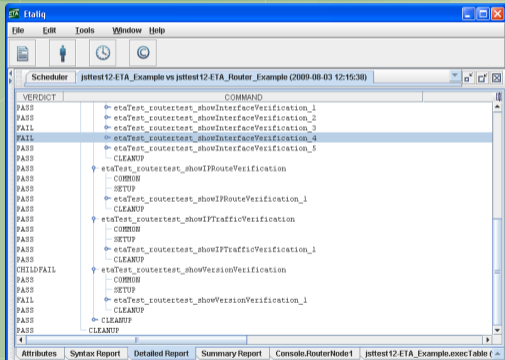 Etaliq
File Edit Tools Window Help
Scheduler jsttest12-ETA_Example vs jsttest12-ETA_Router_Example (2009-08-03 12:15:38)
VERDICT COMMAND
PASS etaTest_routertest_showInterfaceVerification_1
PASS etaTest_routertest_showInterfaceVerification_2
FAIL etaTest_routertest_showInterfaceVerification_3
FAIL etaTest_routertest_showInterfaceVerification_4
PASS etaTest_routertest_showInterfaceVerification_5
PASS CLEANUP
PASS etaTest_routertest_showIPRouteVerification
PASS COMMON
PASS SETUP
PASS etaTest_routertest_showIPRouteVerification_1
PASS CLEANUP
PASS etaTest_routertest_showIPTrafficVerification
PASS COMMON
PASS SETUP
PASS etaTest_routertest_showIPTrafficVerification_1
PASS CLEANUP
CHILDFAIL etaTest_routertest_showVersionVerification
PASS COMMON
PASS SETUP
FAIL etaTest_routertest_showVersionVerification_1
PASS CLEANUP
PASS CLEANUP
PASS CLEANUP
Attributes Syntax Report Detailed Report Summary Report Console.RouterNode1 jsttest12-ETA_Example.execTable (